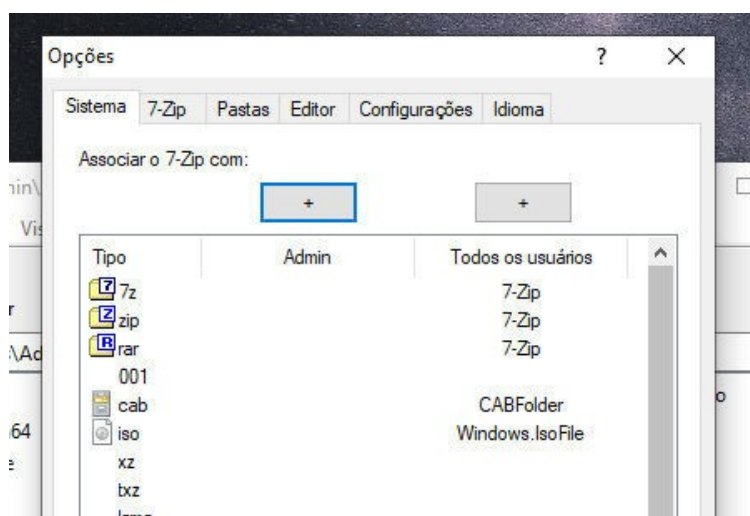 Opções ?
Sistema 7-Zip Pastas Editor Configurações Idioma
Associar o 7-Zip com:
+ +
Tipo Admin Todos os usuários
7z 7-Zip
zip 7-Zip
rar 7-Zip
001
cab CABFolder
iso Windows.IsoFile
xz
txz